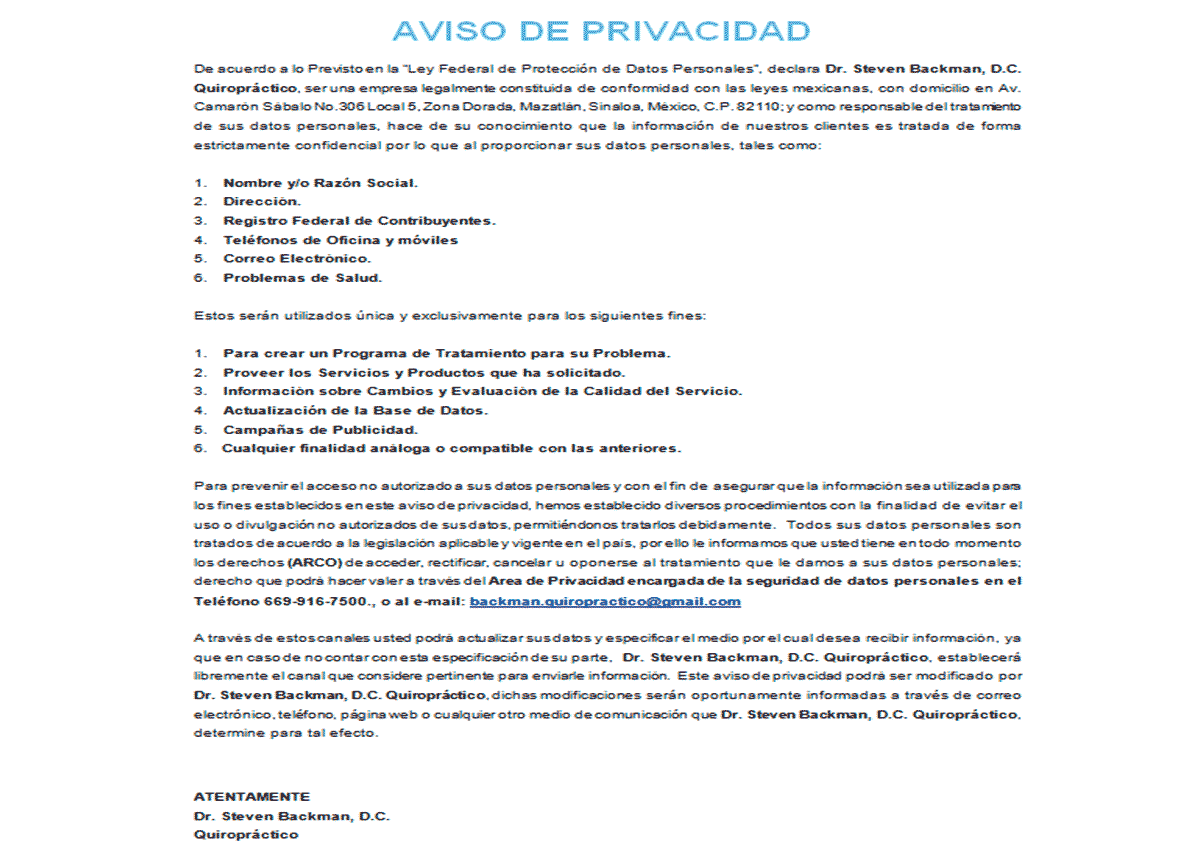 AVISO DE PRIVACIDAD
De acuerdo a lo Previsto en la "Ley Federal de Protección de Datos Personales", declara Dr. Steven Backman, D.C.
Quiropráctico, ser una empresa legalmente constituida de conformidad con las leyes mexicanas, con domicilio en Av.
Camarón Sábalo No.306 Local 5, Zona Dorada, Mazatlán, Sinaloa, México, C.P. 82110; y como responsable del tratamiento
de sus datos personales, hace de su conocimiento que la información de nuestros clientes es tratada de forma
estrictamente confidencial por lo que al proporcionar sus datos personales, tales como:
1. Nombre y/o Razón Social.
2. Dirección.
3. Registro Federal de Contribuyentes.
4. Teléfonos de Oficina y móviles
5. Correo Electrónico.
6. Problemas de Salud.
Estos serán utilizados única y exclusivamente para los siguientes fines:
1. Para crear un Programa de Tratamiento para su Problema.
2. Proveer los Servicios y Productos que ha solicitado.
3. Información sobre Cambios y Evaluación de la Calidad del Servicio.
4. Actualización de la Base de Datos.
5. Campañas de Publicidad.
6. Cualquier finalidad análoga o compatible con las anteriores.
Para prevenir el acceso no autorizado a sus datos personales y con el fin de asegurar que la información sea utilizada para
los fines establecidos en este aviso de privacidad, hemos establecido diversos procedimientos con la finalidad de evitar el
uso o divulgación no autorizados de sus datos, permitiéndonos tratarlos debidamente. Todos sus datos personales son
tratados de acuerdo a la legislación aplicable y vigente en el país, por ello le informamos que usted tiene en todo momento
los derechos (ARCO) de acceder, rectificar, cancelar u oponerse al tratamiento que le damos a sus datos personales;
derecho que podrá hacer valer a través del Area de Privacidad encargada de la seguridad de datos personales en el
Teléfono 669-916-7500., o al e-mail: backman.quiropractico@gmail.com
A través de estos canales usted podrá actualizar sus datos y especificar el medio por el cual desea recibir información, ya
que en caso de no contar con esta especificación de su parte, Dr. Steven Backman, D.C. Quiropráctico, establecerá
libremente el canal que considere pertinente para enviarle información. Este aviso de privacidad podrá ser modificado por
Dr. Steven Backman, D.C. Quiropráctico, dichas modificaciones serán oportunamente informadas a través de correo
electrónico, teléfono, página web o cualquier otro medio de comunicación que Dr. Steven Backman, D.C. Quiropráctico,
determine para tal efecto.
ATENTAMENTE
Dr. Steven Backman, D.C.
Quiropráctico